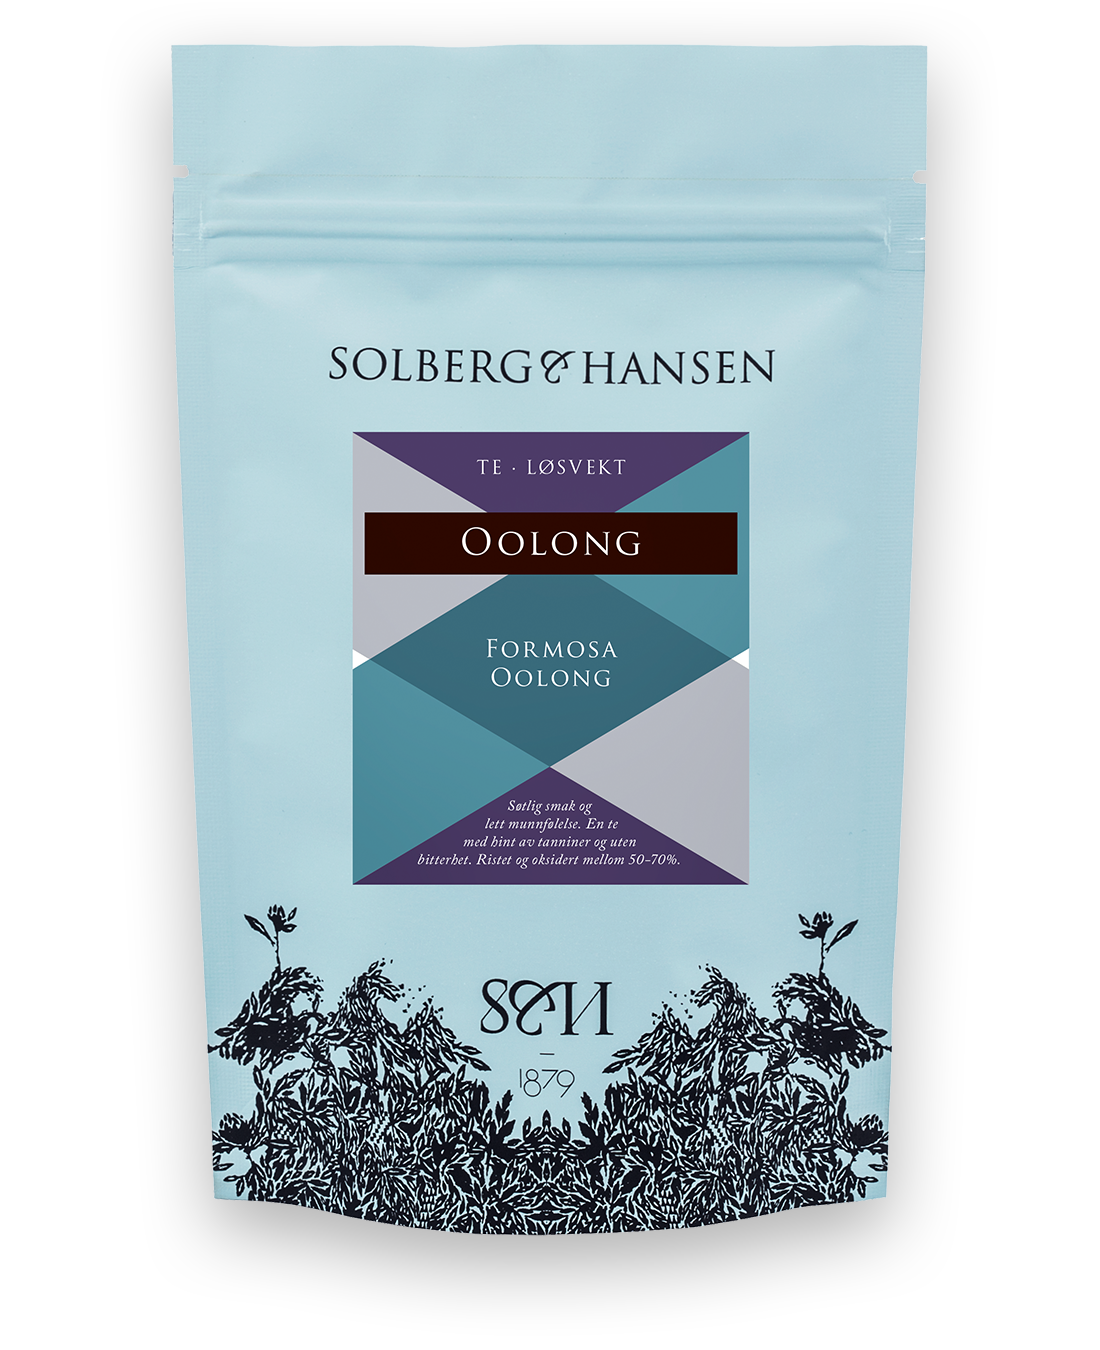 SOLBERG & HANSEN
TE · LØSVEKT
OOLONG
FORMOSA
OOLONG
Søtlig smak og
lett munnfølelse. En te
med hint av tanniner og uten
bitterhet. Ristet og oksidert mellom 50-70%.
S&H
–
1879